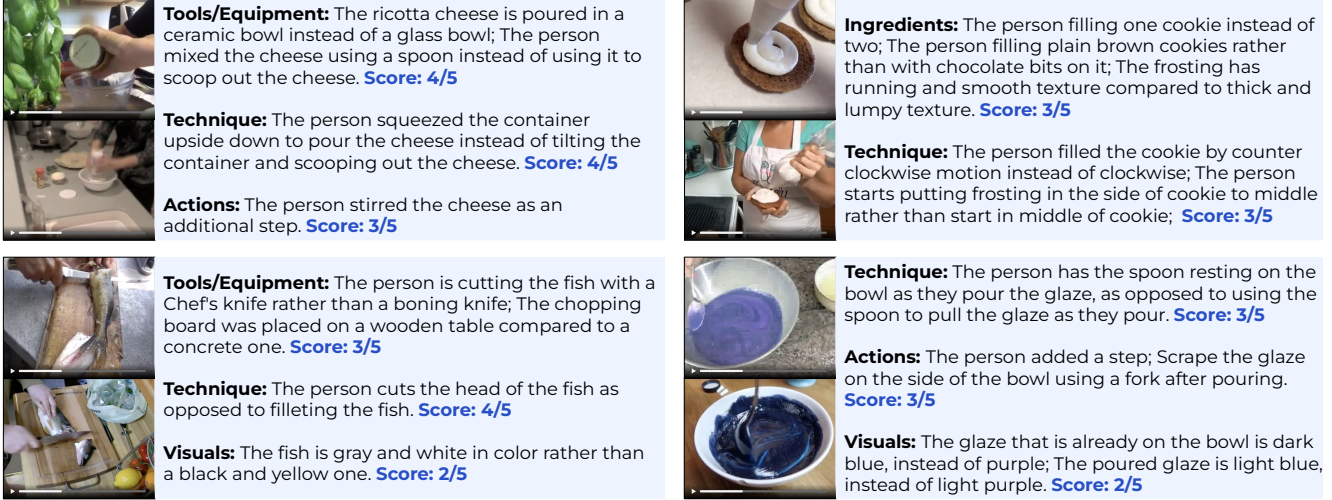 Tools/Equipment: The ricotta cheese is poured in a
ceramic bowl instead of a glass bowl; The person
mixed the cheese using a spoon instead of using it to
scoop out the cheese. Score: 4/5
Technique: The person squeezed the container
upside down to pour the cheese instead of tilting the
container and scooping out the cheese. Score: 4/5
Actions: The person stirred the cheese as an
additional step. Score: 3/5
Ingredients: The person filling one cookie instead of
two; The person filling plain brown cookies rather
than with chocolate bits on it; The frosting has
running and smooth texture compared to thick and
lumpy texture. Score: 3/5
Technique: The person filled the cookie by counter
clockwise motion instead of clockwise; The person
starts putting frosting in the side of cookie to middle
rather than start in middle of cookie; Score: 3/5
Tools/Equipment: The person is cutting the fish with a
Chef's knife rather than a boning knife; The chopping
board was placed on a wooden table compared to a
concrete one. Score: 3/5
Technique: The person cuts the head of the fish as
opposed to filleting the fish. Score: 4/5
Visuals: The fish is gray and white in color rather than
a black and yellow one. Score: 2/5
Technique: The person has the spoon resting on the
bowl as they pour the glaze, as opposed to using the
spoon to pull the glaze as they pour. Score: 3/5
Actions: The person added a step; Scrape the glaze
on the side of the bowl using a fork after pouring.
Score: 3/5
Visuals: The glaze that is already on the bowl is dark
blue, instead of purple; The poured glaze is light blue,
instead of light purple. Score: 2/5